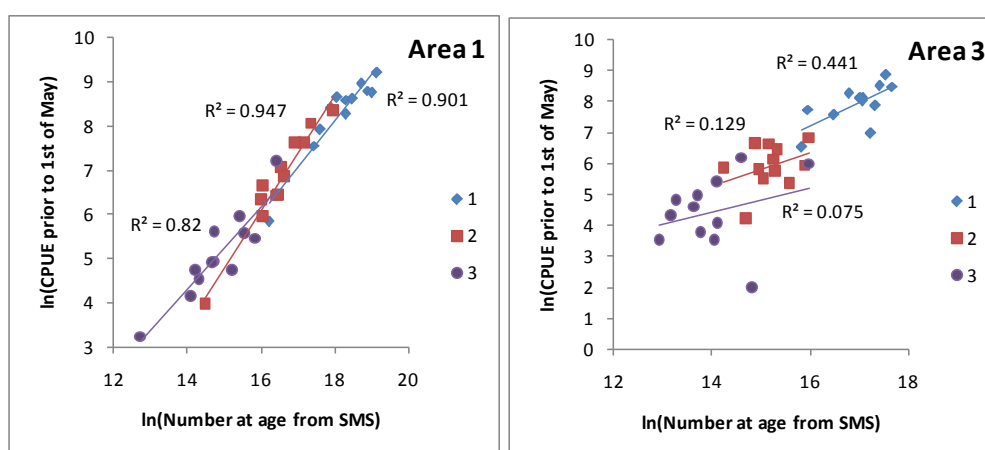 Area 1
ln(CPUE prior to 1st of May)
10
9
8
7
6
5
4
3
R² = 0.947
R² = 0.901
R² = 0.82
1
2
3
12
14
16
18
20
ln(Number at age from SMS)
Area 3
ln(CPUE prior to 1st of May)
10
9
8
7
6
5
4
3
2
1
0
R² = 0.441
R² = 0.129
R² = 0.075
1
2
3
12
14
16
18
ln(Number at age from SMS)